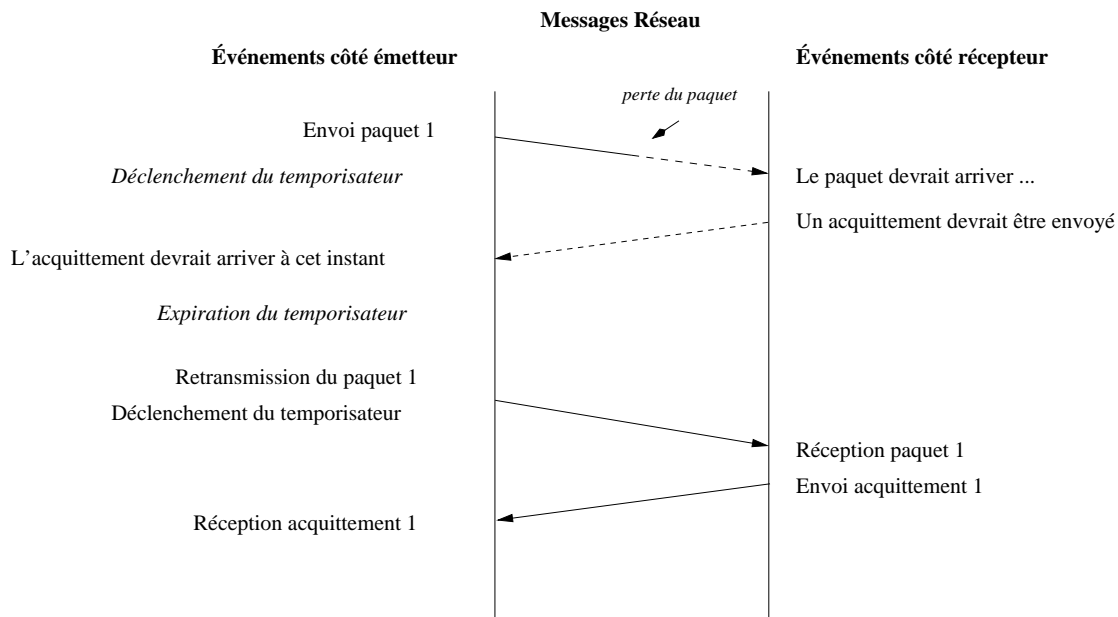 Messages Réseau
Événements côté émetteur
Événements côté récepteur
perte du paquet
Envoi paquet 1
Déclenchement du temporisateur
Le paquet devrait arriver ...
Un acquittement devrait être envoyé
L’acquittement devrait arriver à cet instant
Expiration du temporisateur
Retransmission du paquet 1
Déclenchement du temporisateur
Réception paquet 1
Envoi acquittement 1
Réception acquittement 1